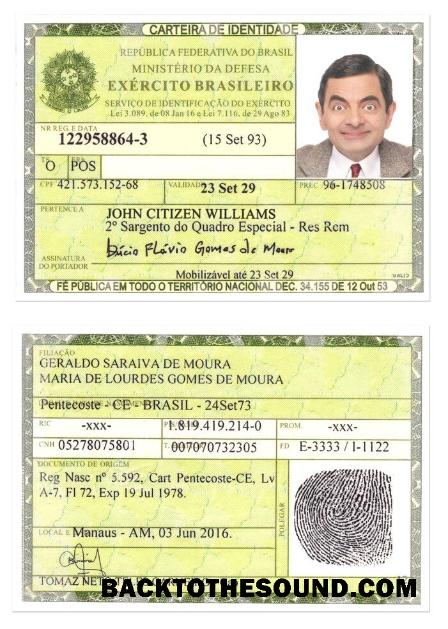 CARTEIRA DE IDENTIDADE
REPÚBLICA FEDERATIVA DO BRASIL
MINISTÉRIO DA DEFESA
EXÉRCITO BRASILEIRO
SERVIÇO DE IDENTIFICAÇÃO DO EXÉRCITO
Lei 3.089, de 08 Jan 16 e Lei 7.116, de 29 Ago 83
NR REG. E DATA
122958864-3 (15 Set 93)
O POS
CPF 421.573.152-68 VALIDADE 23 Set 29 PREC 96-1748508
PERTENCE A JOHN CITIZEN WILLIAMS
2º Sargento do Quadro Especial - Res Rem
Lúcio Flávio Gomes de Moura
ASSINATURA
DO PORTADOR
Mobilizável até 23 Set 29 VALID
FÉ PÚBLICA EM TODO O TERRITÓRIO NACIONAL DEC. 34.155 DE 12 Out 53
FILIAÇÃO
GERALDO SARAIVA DE MOURA
MARIA DE LOURDES GOMES DE MOURA
Pentecoste - CE - BRASIL - 24Set73
RIC -xxx- 1.819.419.214-0 PROM -xxx-
CNH 05278075801 007070732305 FD E-3333 / I-1122
DOCUMENTO DE ORIGEM
Reg Nasc nº 5.592, Cart Pentecoste-CE, Lv
A-7, Fl 72, Exp 19 Jul 1978.
POLEGAR
LOCAL E Manaus - AM, 03 Jun 2016.
TOMAZ
BACKTOTHESOUND.COM